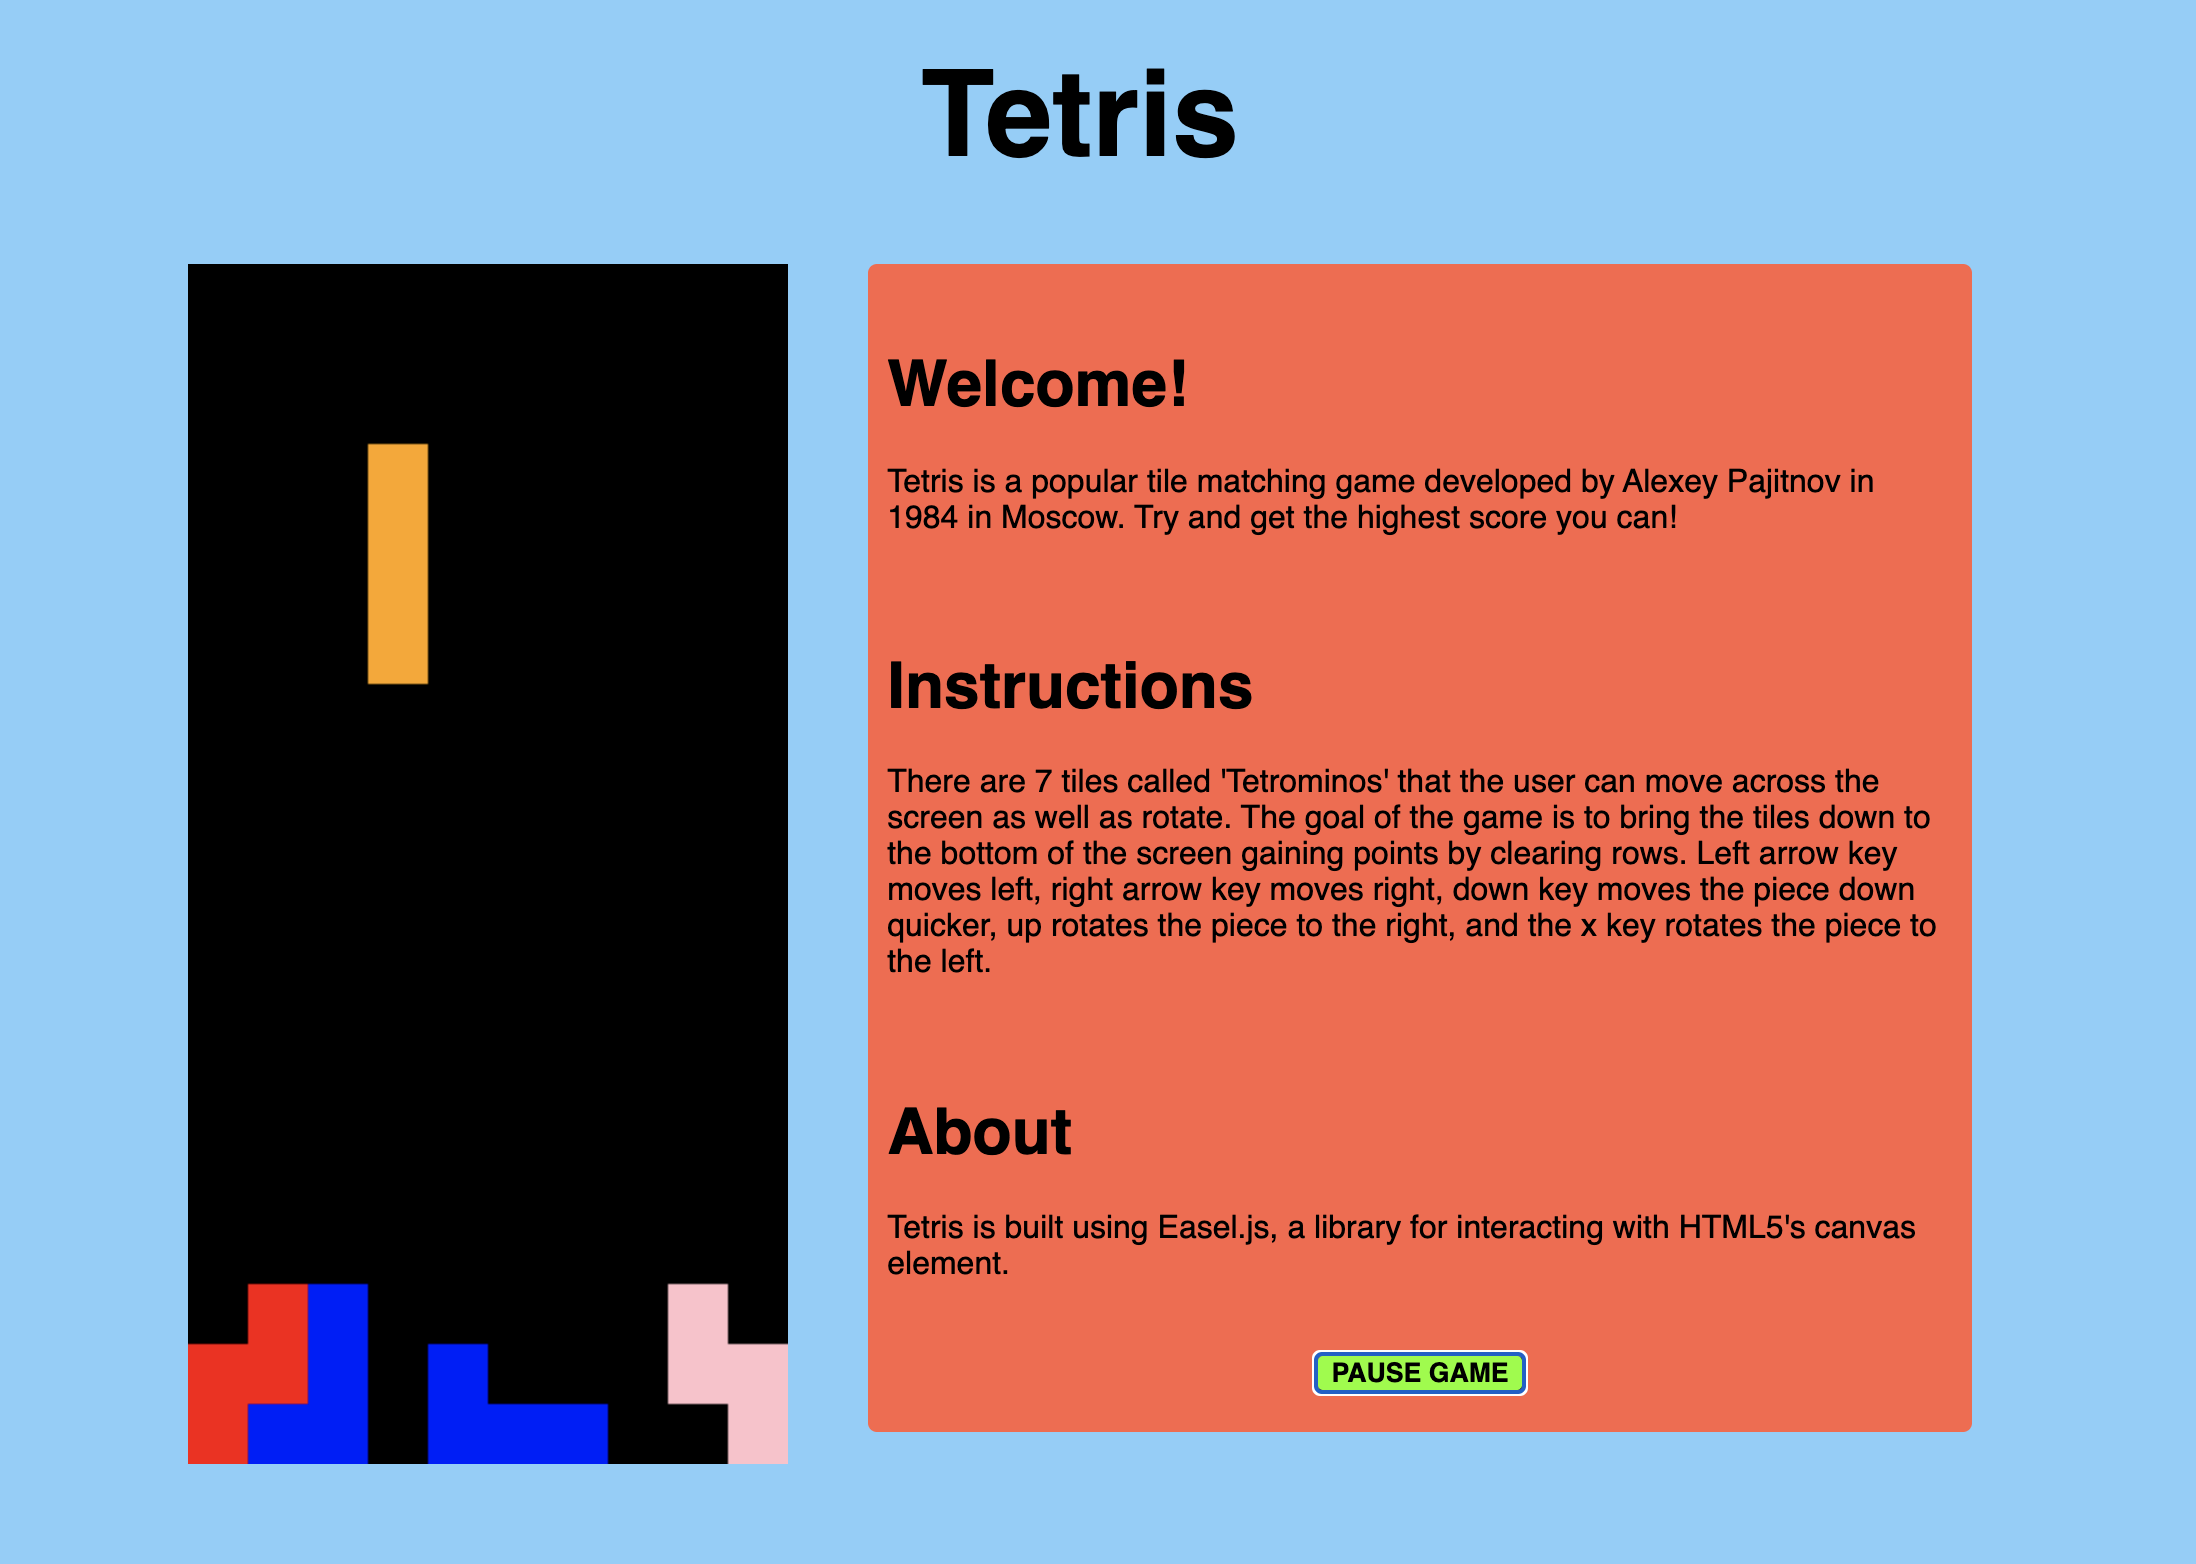 Tetris
Welcome!
Tetris is a popular tile matching game developed by Alexey Pajitnov in
1984 in Moscow. Try and get the highest score you can!
Instructions
There are 7 tiles called 'Tetrominos' that the user can move across the
screen as well as rotate. The goal of the game is to bring the tiles down to
the bottom of the screen gaining points by clearing rows. Left arrow key
moves left, right arrow key moves right, down key moves the piece down
quicker, up rotates the piece to the right, and the x key rotates the piece to
the left.
About
Tetris is built using Easel.js, a library for interacting with HTML5's canvas
element.
PAUSE GAME